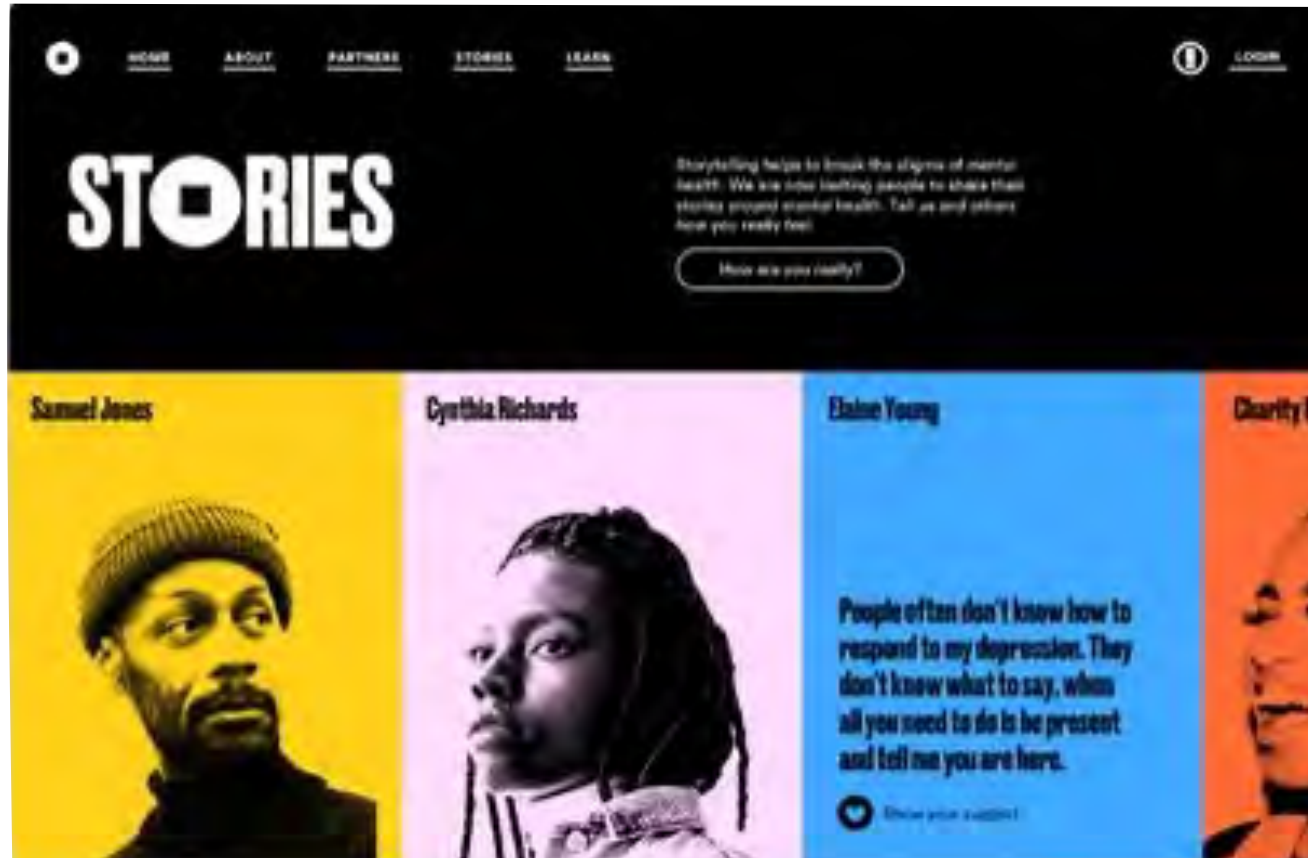 HOME ABOUT PARTNERS STORIES LEARN LOGIN
STORIES
Storytelling helps to break the stigma of mental
health. We are now inviting people to share their
stories around mental health. Tell us and others
how you really feel.
How are you really?
Samuel Jones Cynthia Richards Elaine Young Charity
People often don't know how to
respond to my depression. They
don't know what to say, when
all you need to do is be present
and tell me you are here.
Show your support